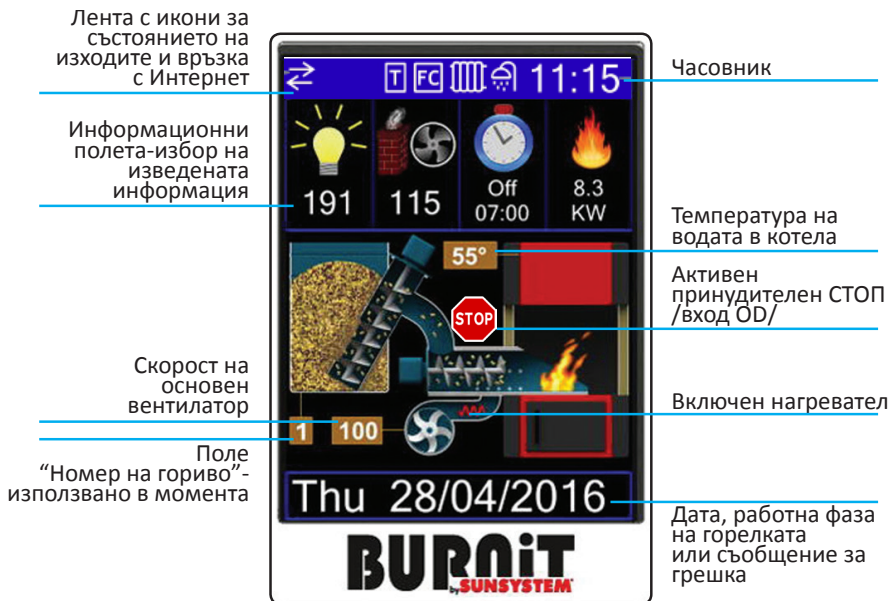 Лента с икони за
състоянието на
изходите и връзка
с Интернет
Информационни
полета-избор на
изведената
информация
Скорост на
основен
вентилатор
Поле
“Номер на гориво”-
използвано в момента
T FC 11:15
191
115
Off
07:00
8.3
KW
55°
STOP
1
100
Thu 28/04/2016
BURNiT
by SUNSYSTEM
Часовник
Температура на
водата в котела
Активен
принудителен СТОП
/вход OD/
Включен нагревател
Дата, работна фаза
на горелката
или съобщение за
грешка